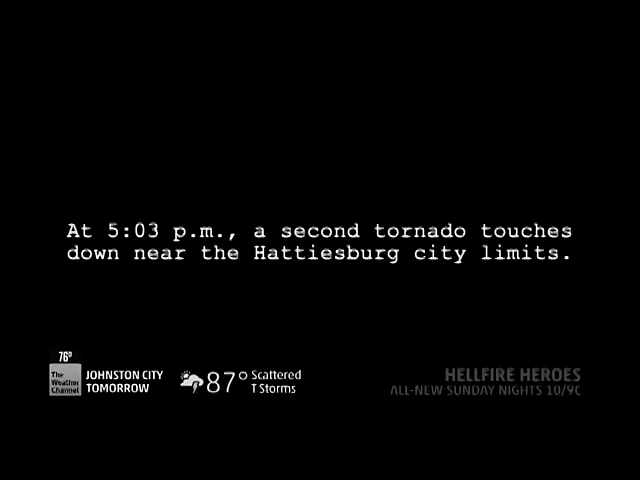 At 5:03 p.m., a second tornado touches
down near the Hattiesburg city limits.
76°
The
Weather
Channel
JOHNSTON CITY
TOMORROW
87°
Scattered
T Storms
HELLFIRE HEROES
ALL-NEW SUNDAY NIGHTS 10/9C